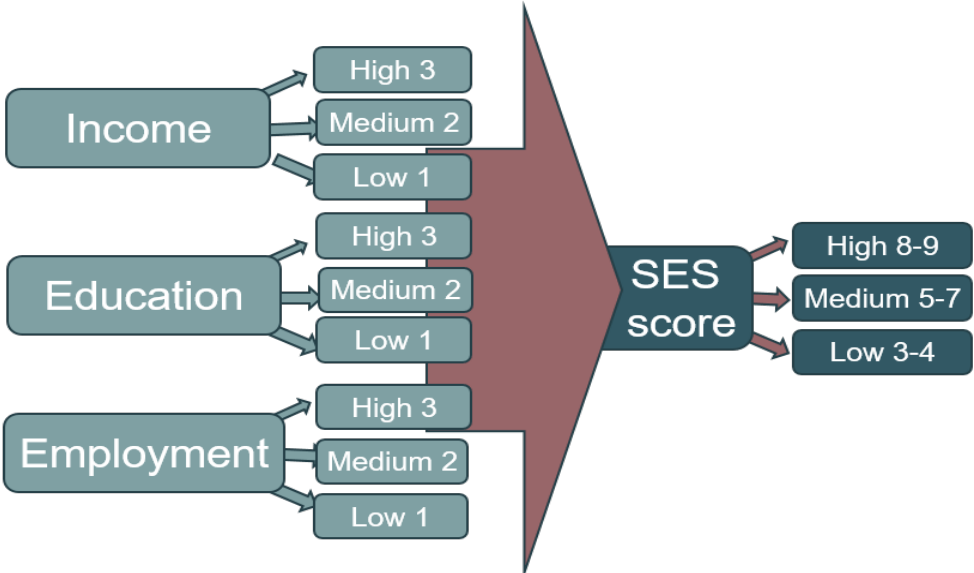 Income
High 3
Medium 2
Low 1
Education
High 3
Medium 2
Low 1
Employment
High 3
Medium 2
Low 1
SES
score
High 8-9
Medium 5-7
Low 3-4